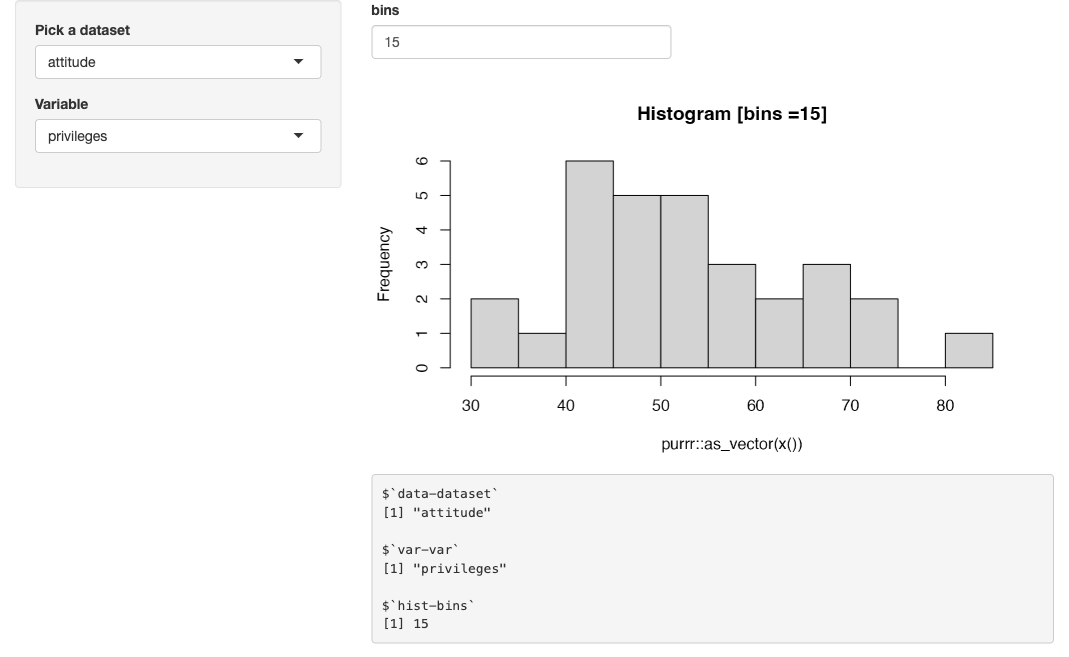 Pick a dataset
attitude
Variable
privileges
bins
15
Histogram [bins =15]
Frequency
6
5
4
3
2
1
0
30 40 50 60 70 80
purrr::as_vector(x())
$`data-dataset`
[1] "attitude"
$`var-var`
[1] "privileges"
$`hist-bins`
[1] 15